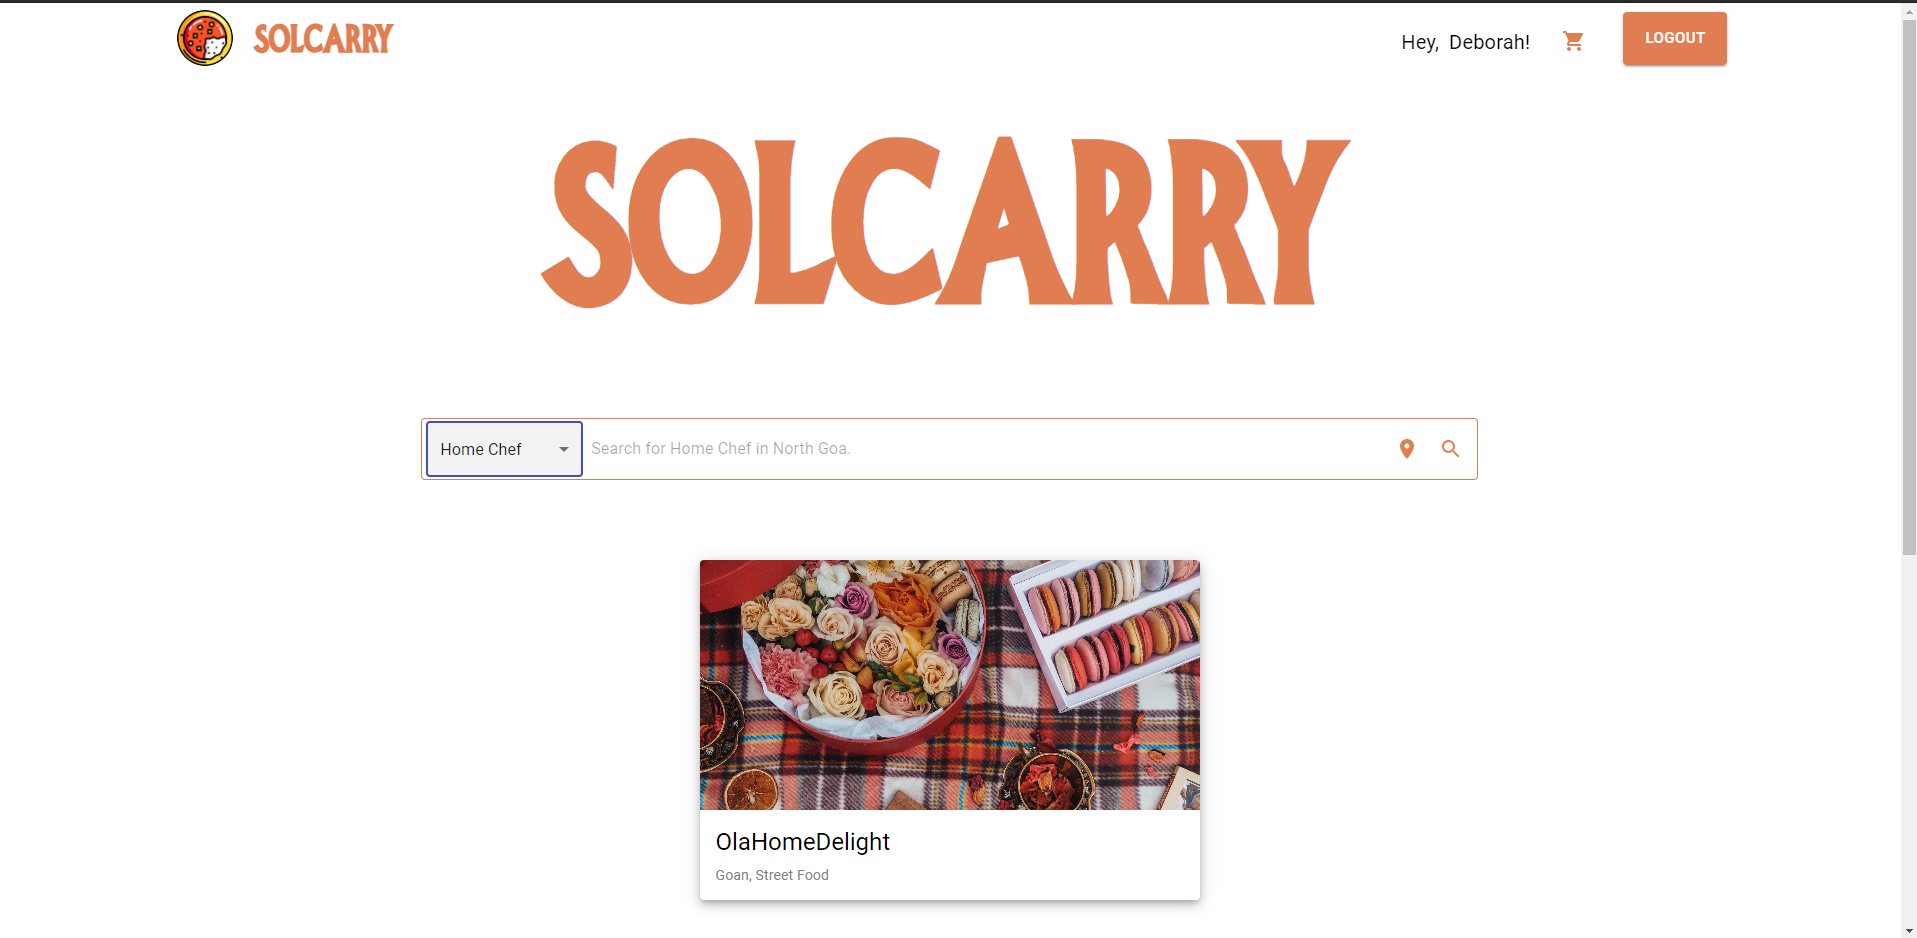 SOLCARRY
Hey, Deborah!
LOGOUT
SOLCARRY
Home Chef
Search for Home Chef in North Goa.
OlaHomeDelight
Goan, Street Food